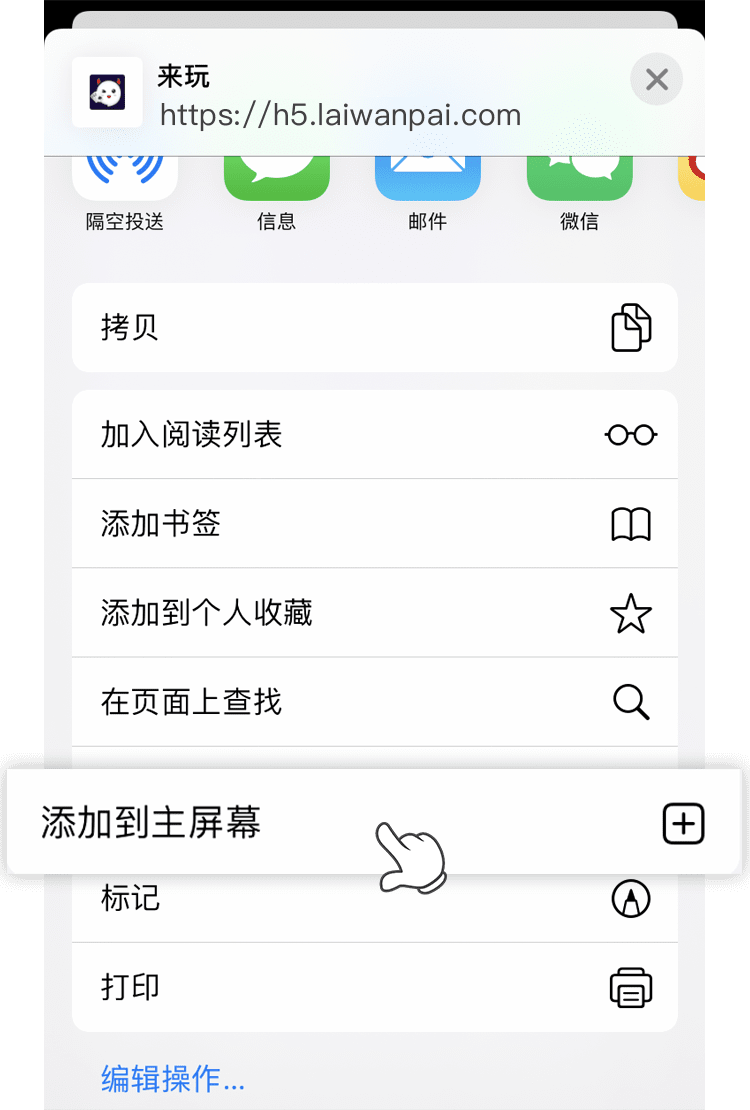 来玩
https://h5.laiwanpai.com
隔空投送
信息
邮件
微信
拷贝
加入阅读列表
添加书签
添加到个人收藏
在页面上查找
添加到主屏幕
标记
打印
编辑操作...